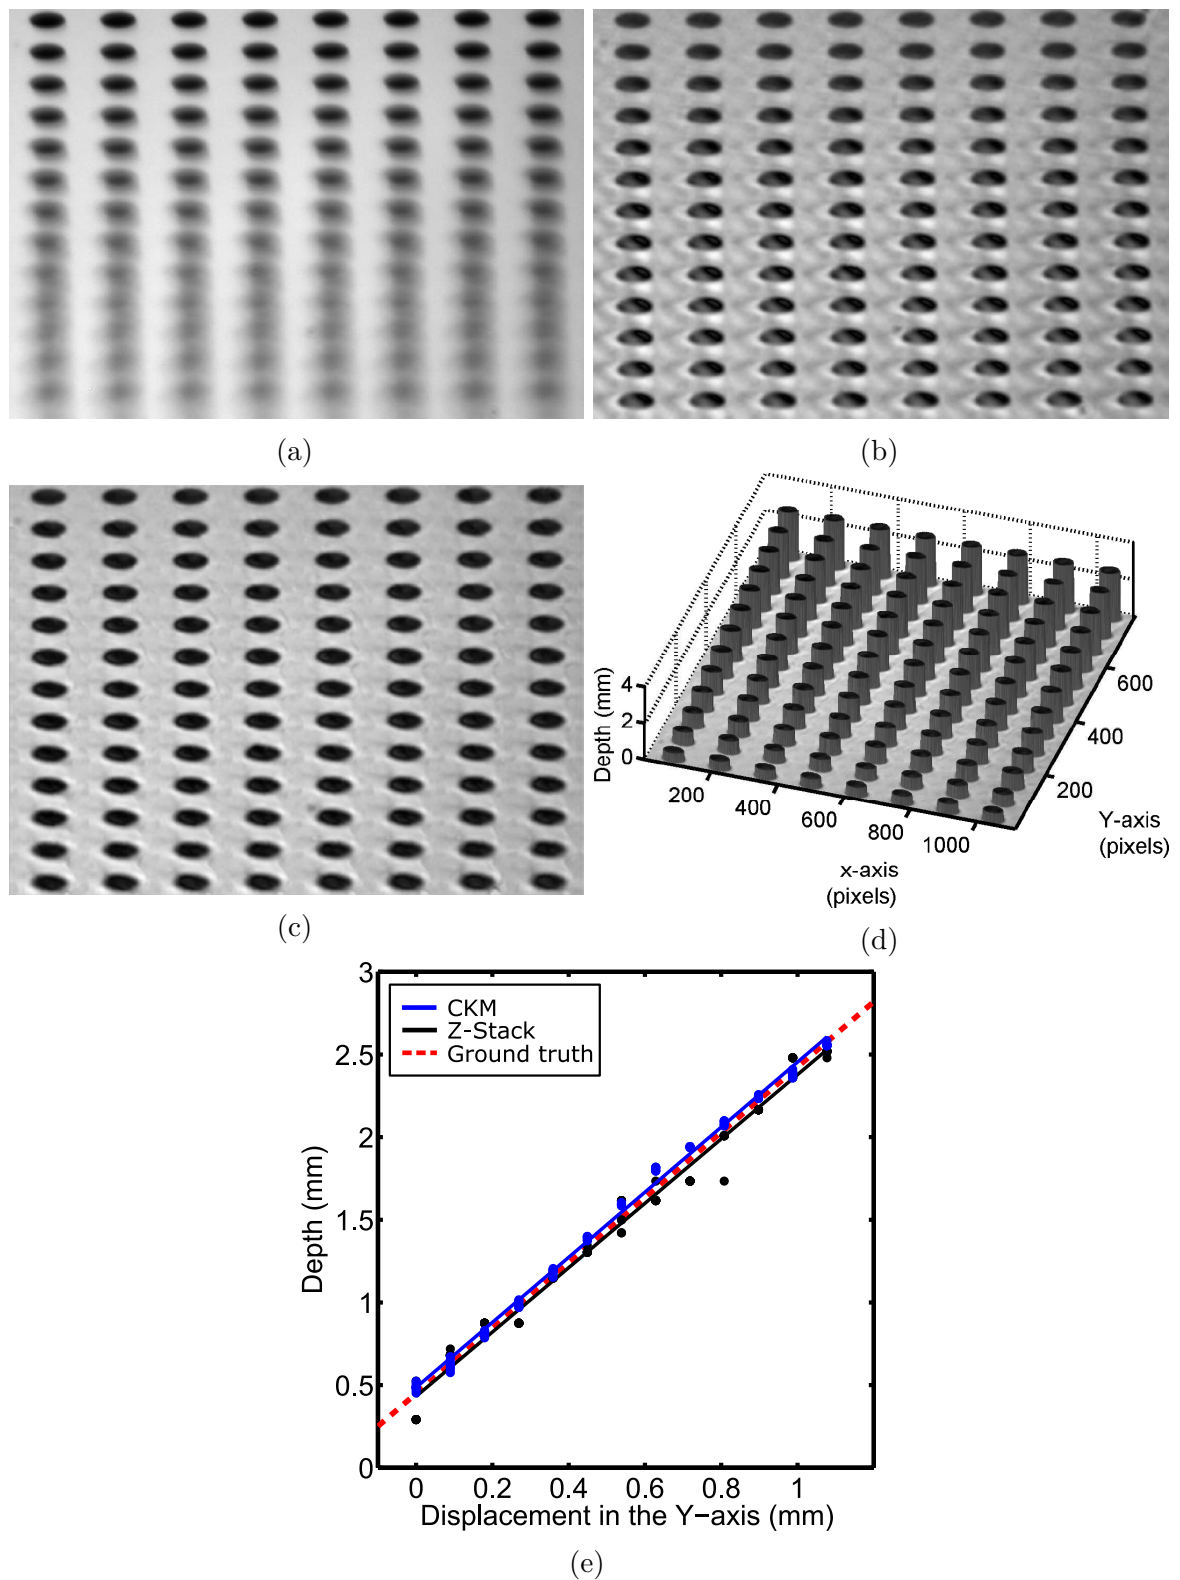 (a)
(b)
(c)
4
2
0
Depth (mm)
200
400
600
800
1000
x-axis
(pixels)
200
400
600
Y-axis
(pixels)
(d)
3
2.5
2
1.5
1
0.5
0
Depth (mm)
CKM
Z-Stack
Ground truth
0 0.2 0.4 0.6 0.8 1
Displacement in the Y−axis (mm)
(e)